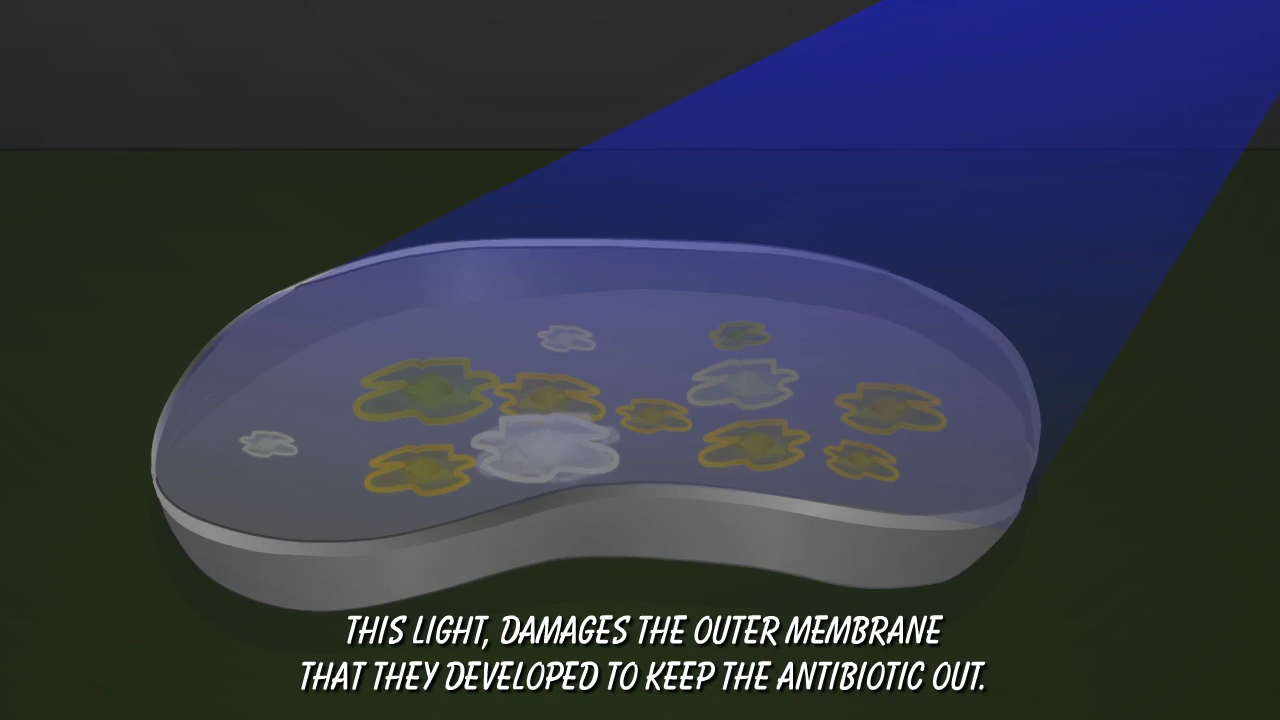 THIS LIGHT, DAMAGES THE OUTER MEMBRANE
THAT THEY DEVELOPED TO KEEP THE ANTIBIOTIC OUT.